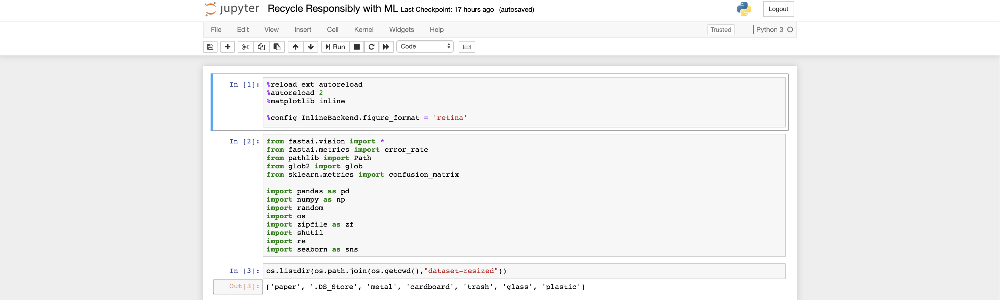 jupyter Recycle Responsibly with ML Last Checkpoint: 17 hours ago (autosaved) Logout
File Edit View Insert Cell Kernel Widgets Help Trusted Python 3
Run Code
In [1]: %reload_ext autoreload
%autoreload 2
%matplotlib inline
%config InlineBackend.figure_format = 'retina'
In [2]: from fastai.vision import *
from fastai.metrics import error_rate
from pathlib import Path
from glob2 import glob
from sklearn.metrics import confusion_matrix
import pandas as pd
import numpy as np
import random
import os
import zipfile as zf
import shutil
import re
import seaborn as sns
In [3]: os.listdir(os.path.join(os.getcwd(),"dataset-resized"))
Out[3]: ['paper', '.DS_Store', 'metal', 'cardboard', 'trash', 'glass', 'plastic']